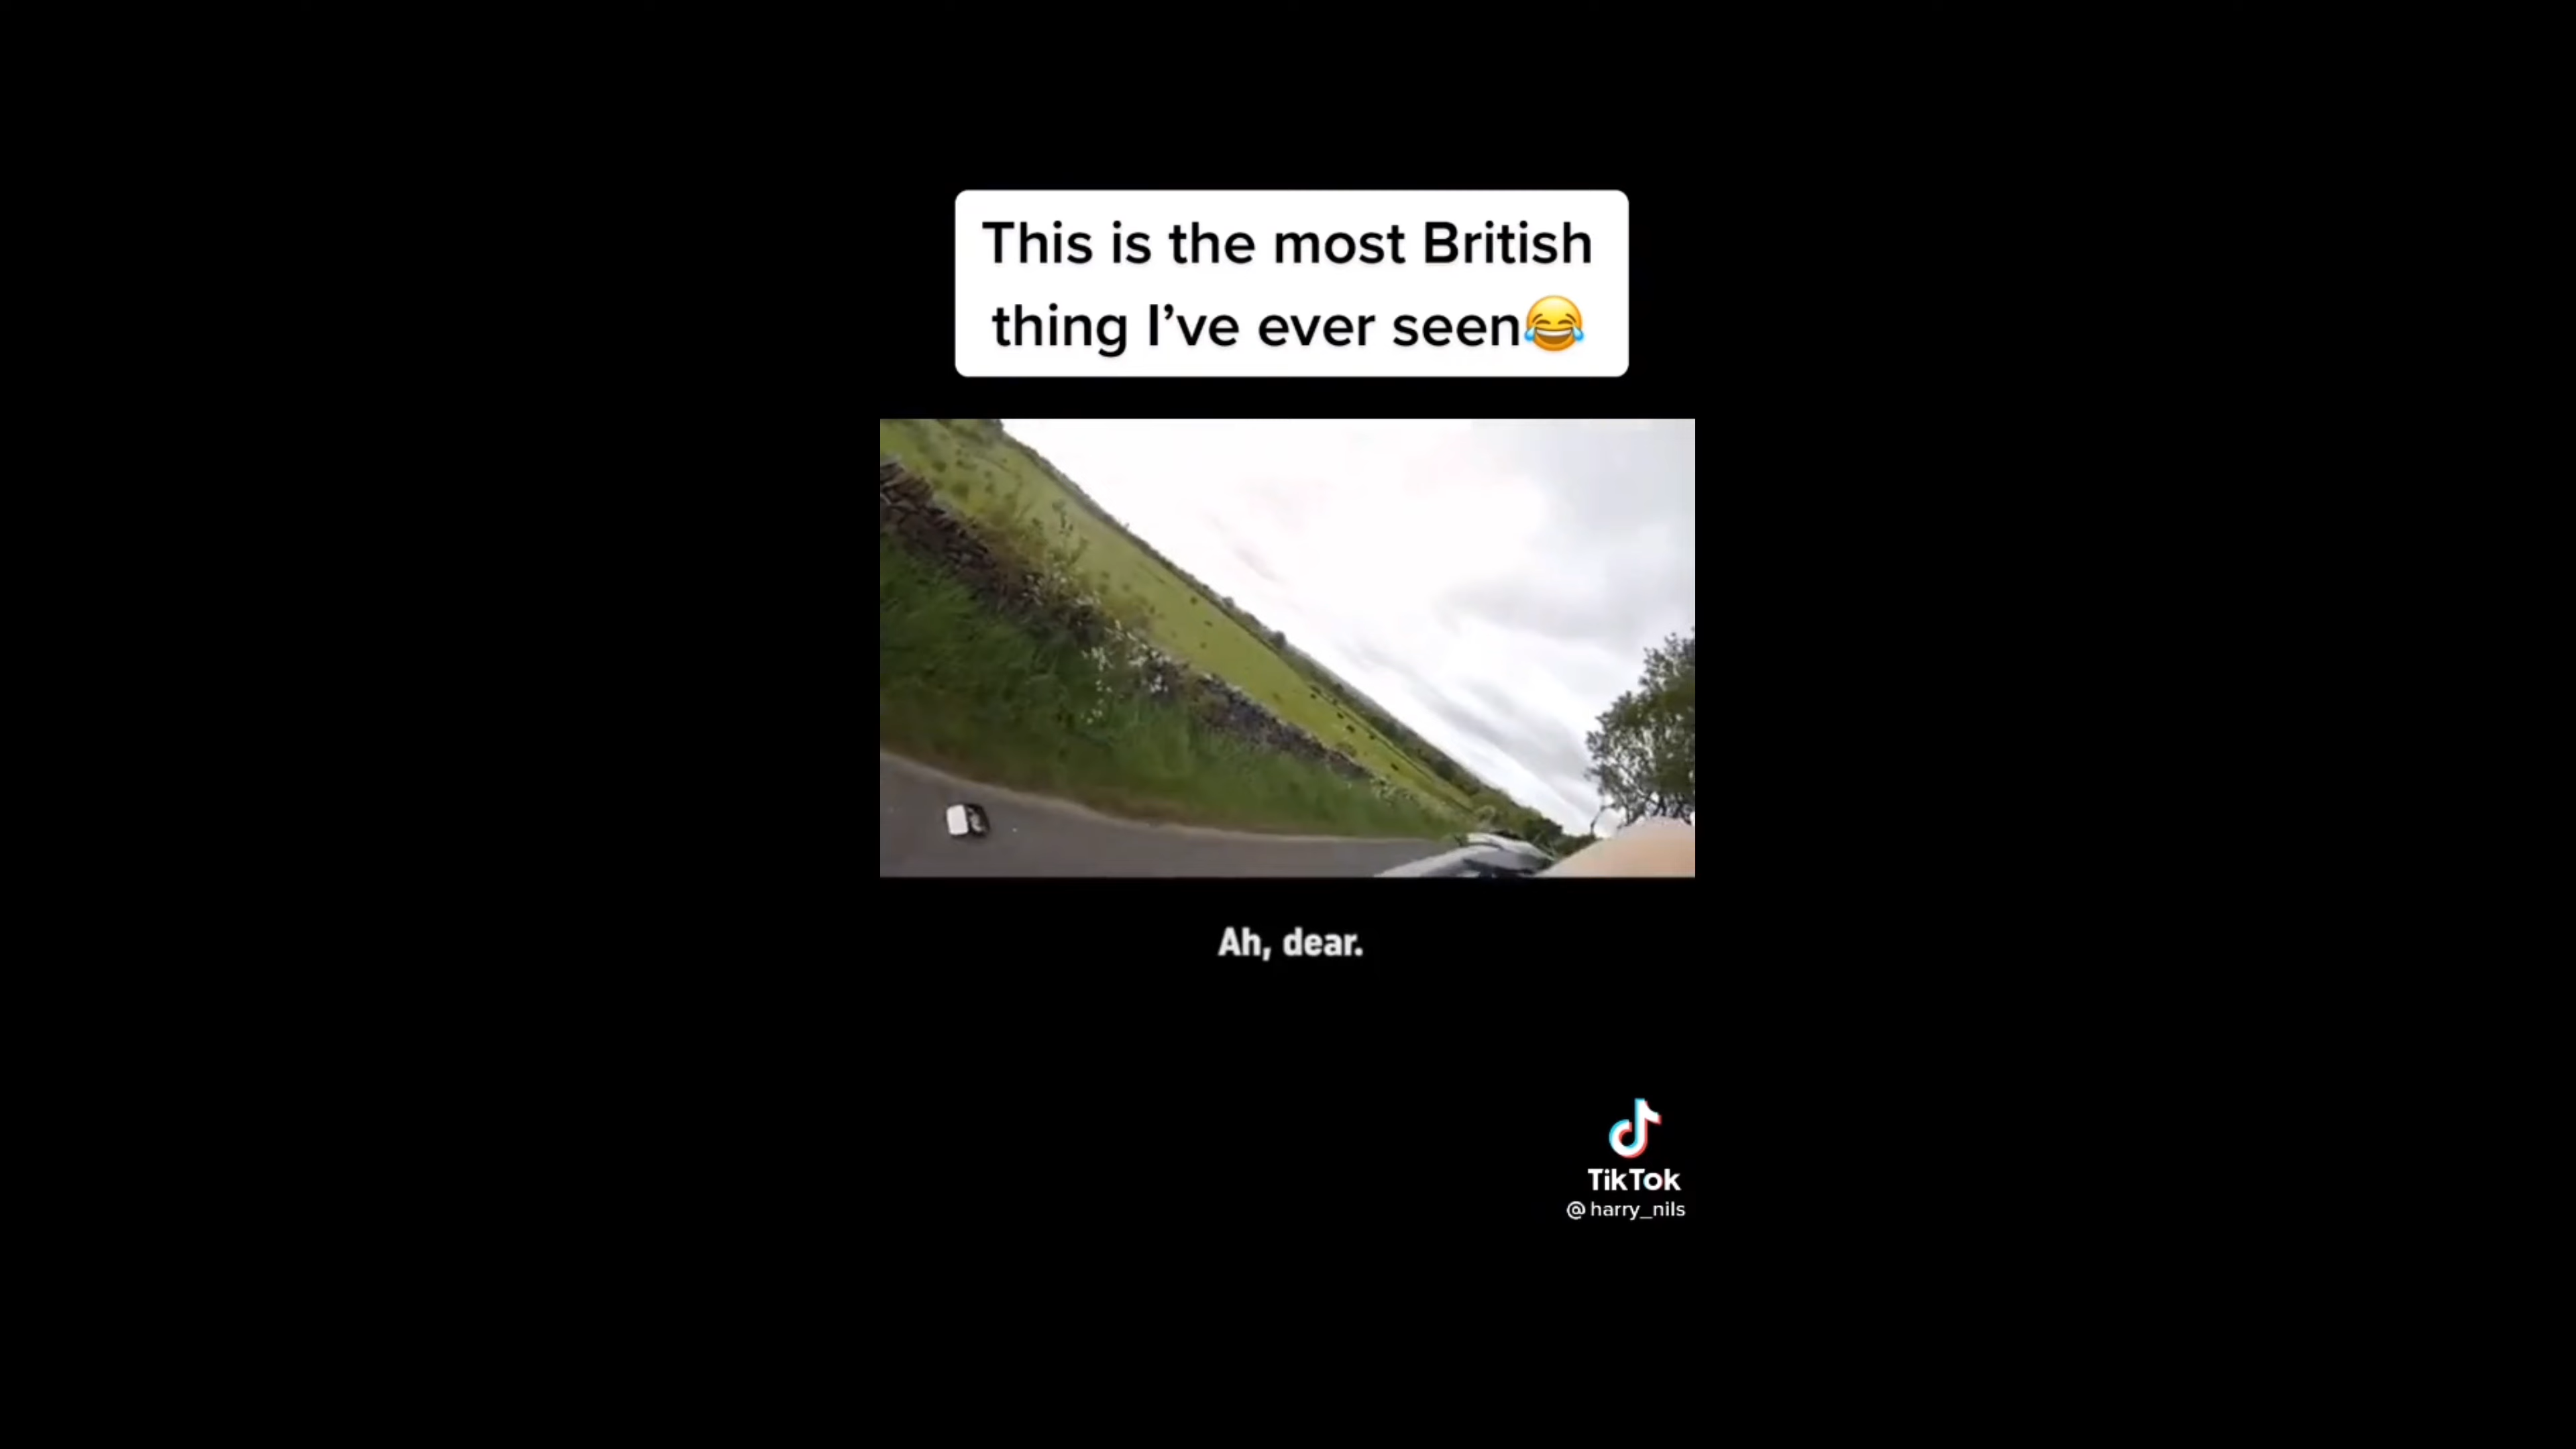 This is the most British
thing I've ever seen😂
Ah, dear.
TikTok
@harry_nils